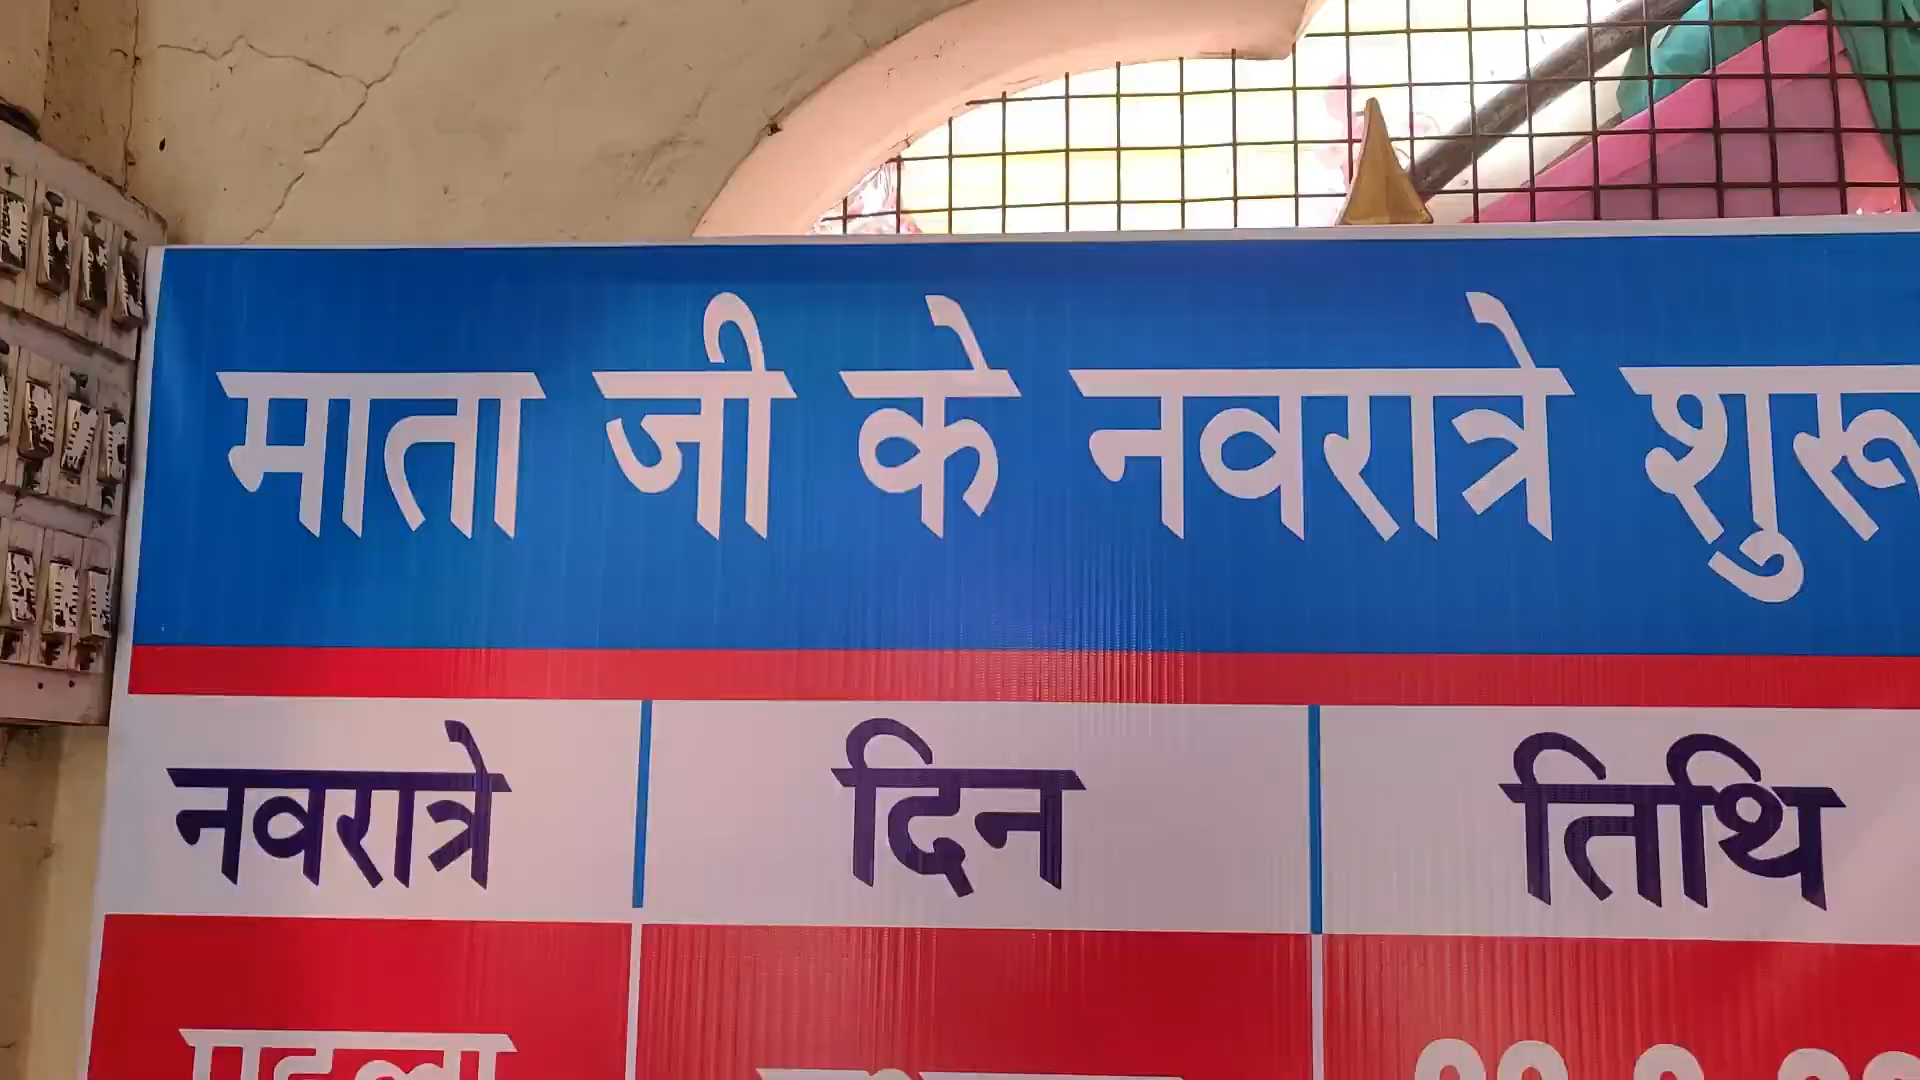 माता जी के नवरात्रे शुरू
नवरात्रे दिन तिथि
पहला